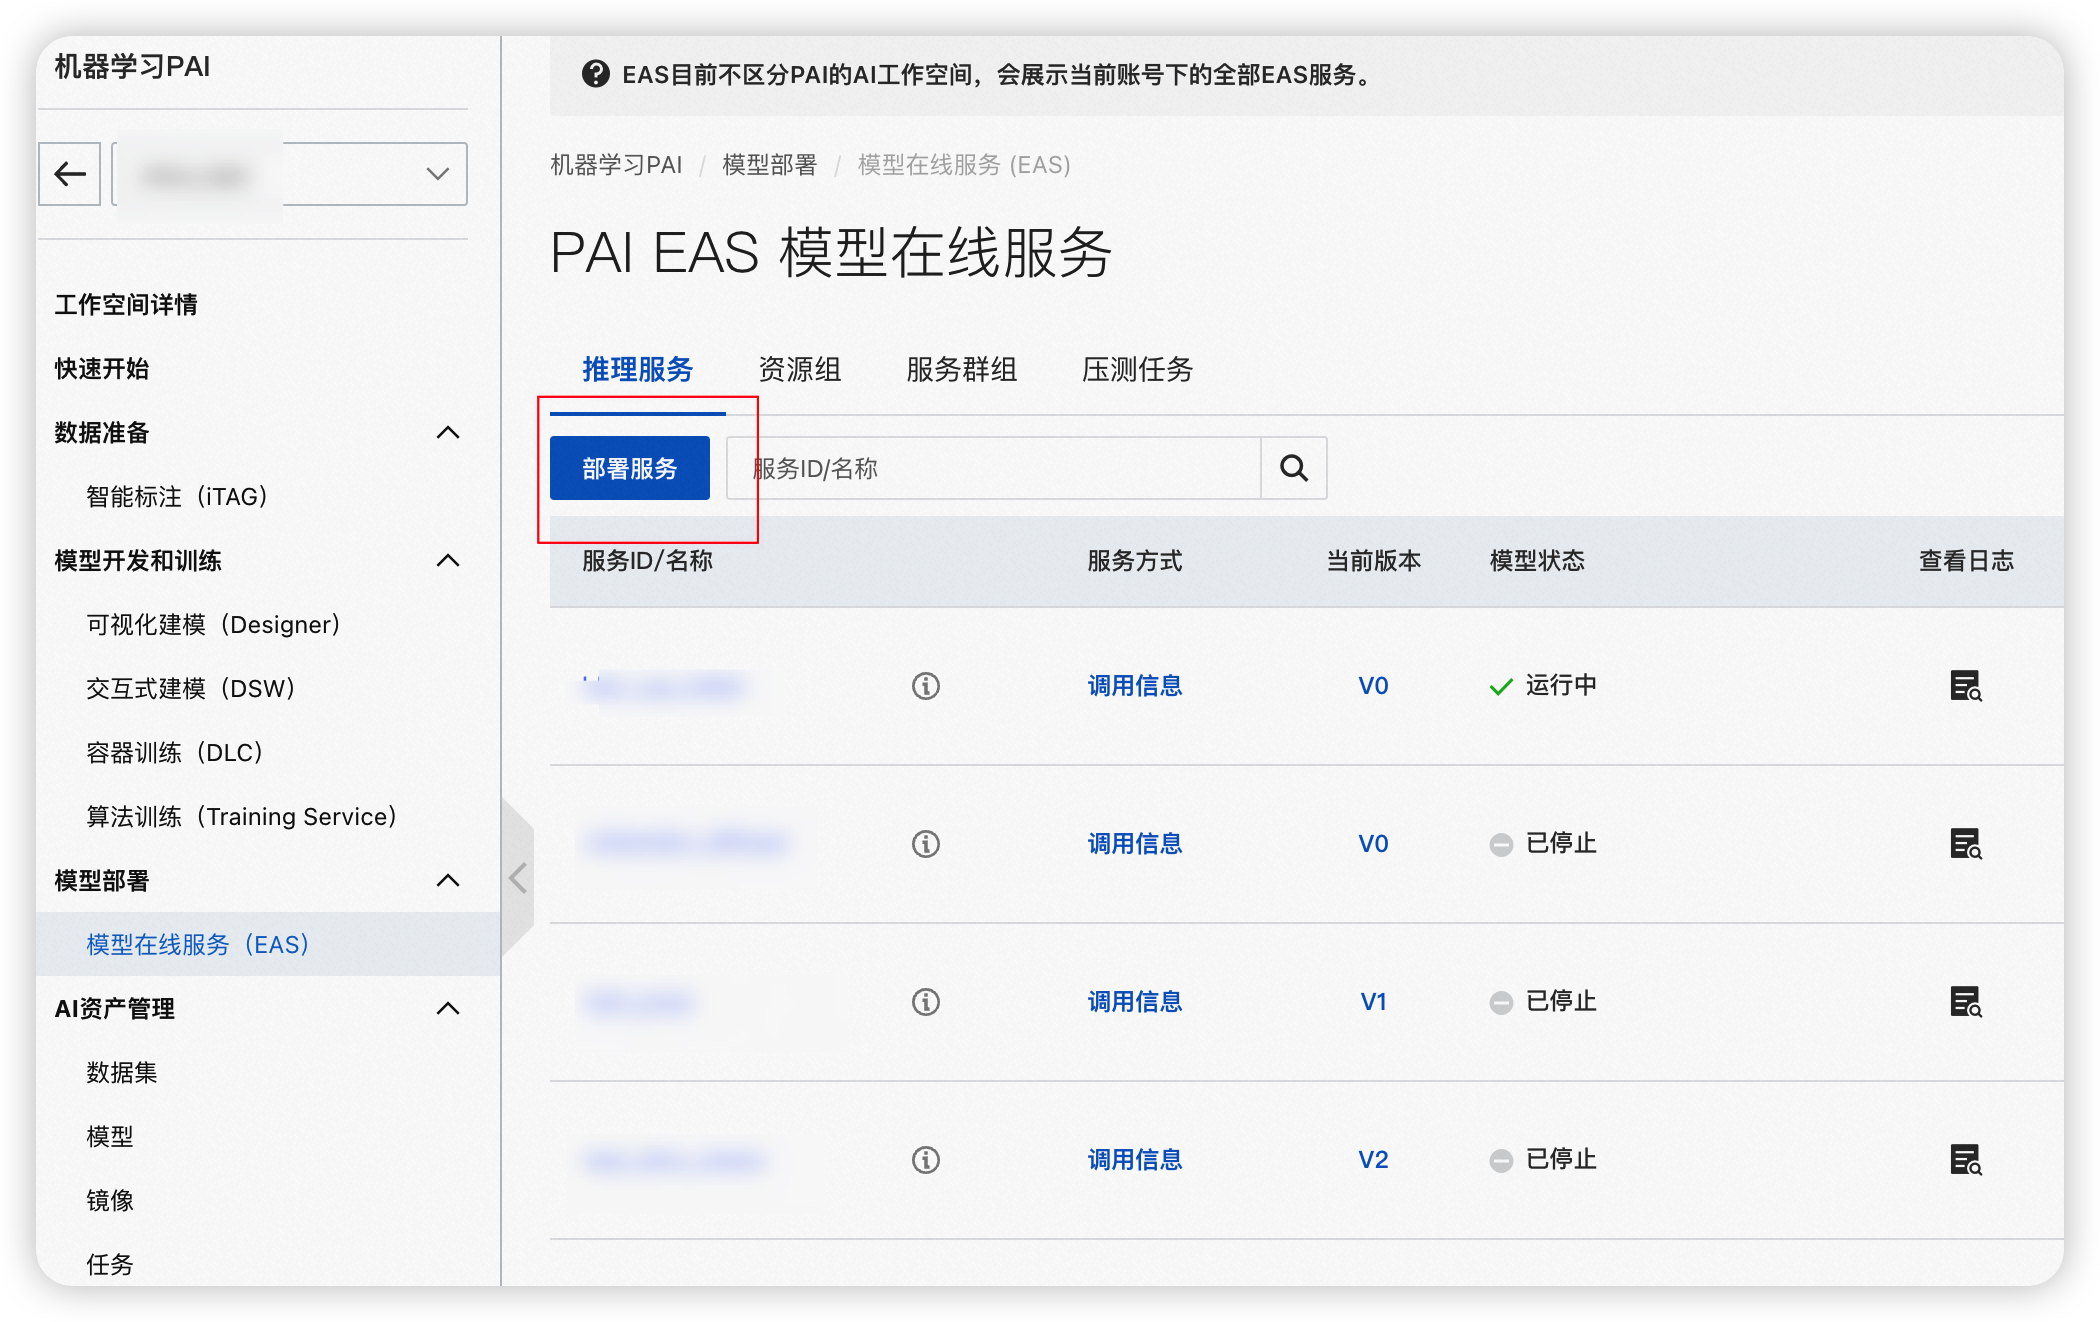 机器学习PAI
工作空间详情
快速开始
数据准备
智能标注（iTAG）
模型开发和训练
可视化建模（Designer）
交互式建模（DSW）
容器训练（DLC）
算法训练（Training Service）
模型部署
模型在线服务（EAS）
AI资产管理
数据集
模型
镜像
任务
EAS目前不区分PAI的AI工作空间，会展示当前账号下的全部EAS服务。
机器学习PAI / 模型部署 / 模型在线服务 (EAS)
PAI EAS 模型在线服务
推理服务 资源组 服务群组 压测任务
部署服务 服务ID/名称
服务ID/名称 服务方式 当前版本 模型状态 查看日志
调用信息 V0 运行中
调用信息 V0 已停止
调用信息 V1 已停止
调用信息 V2 已停止